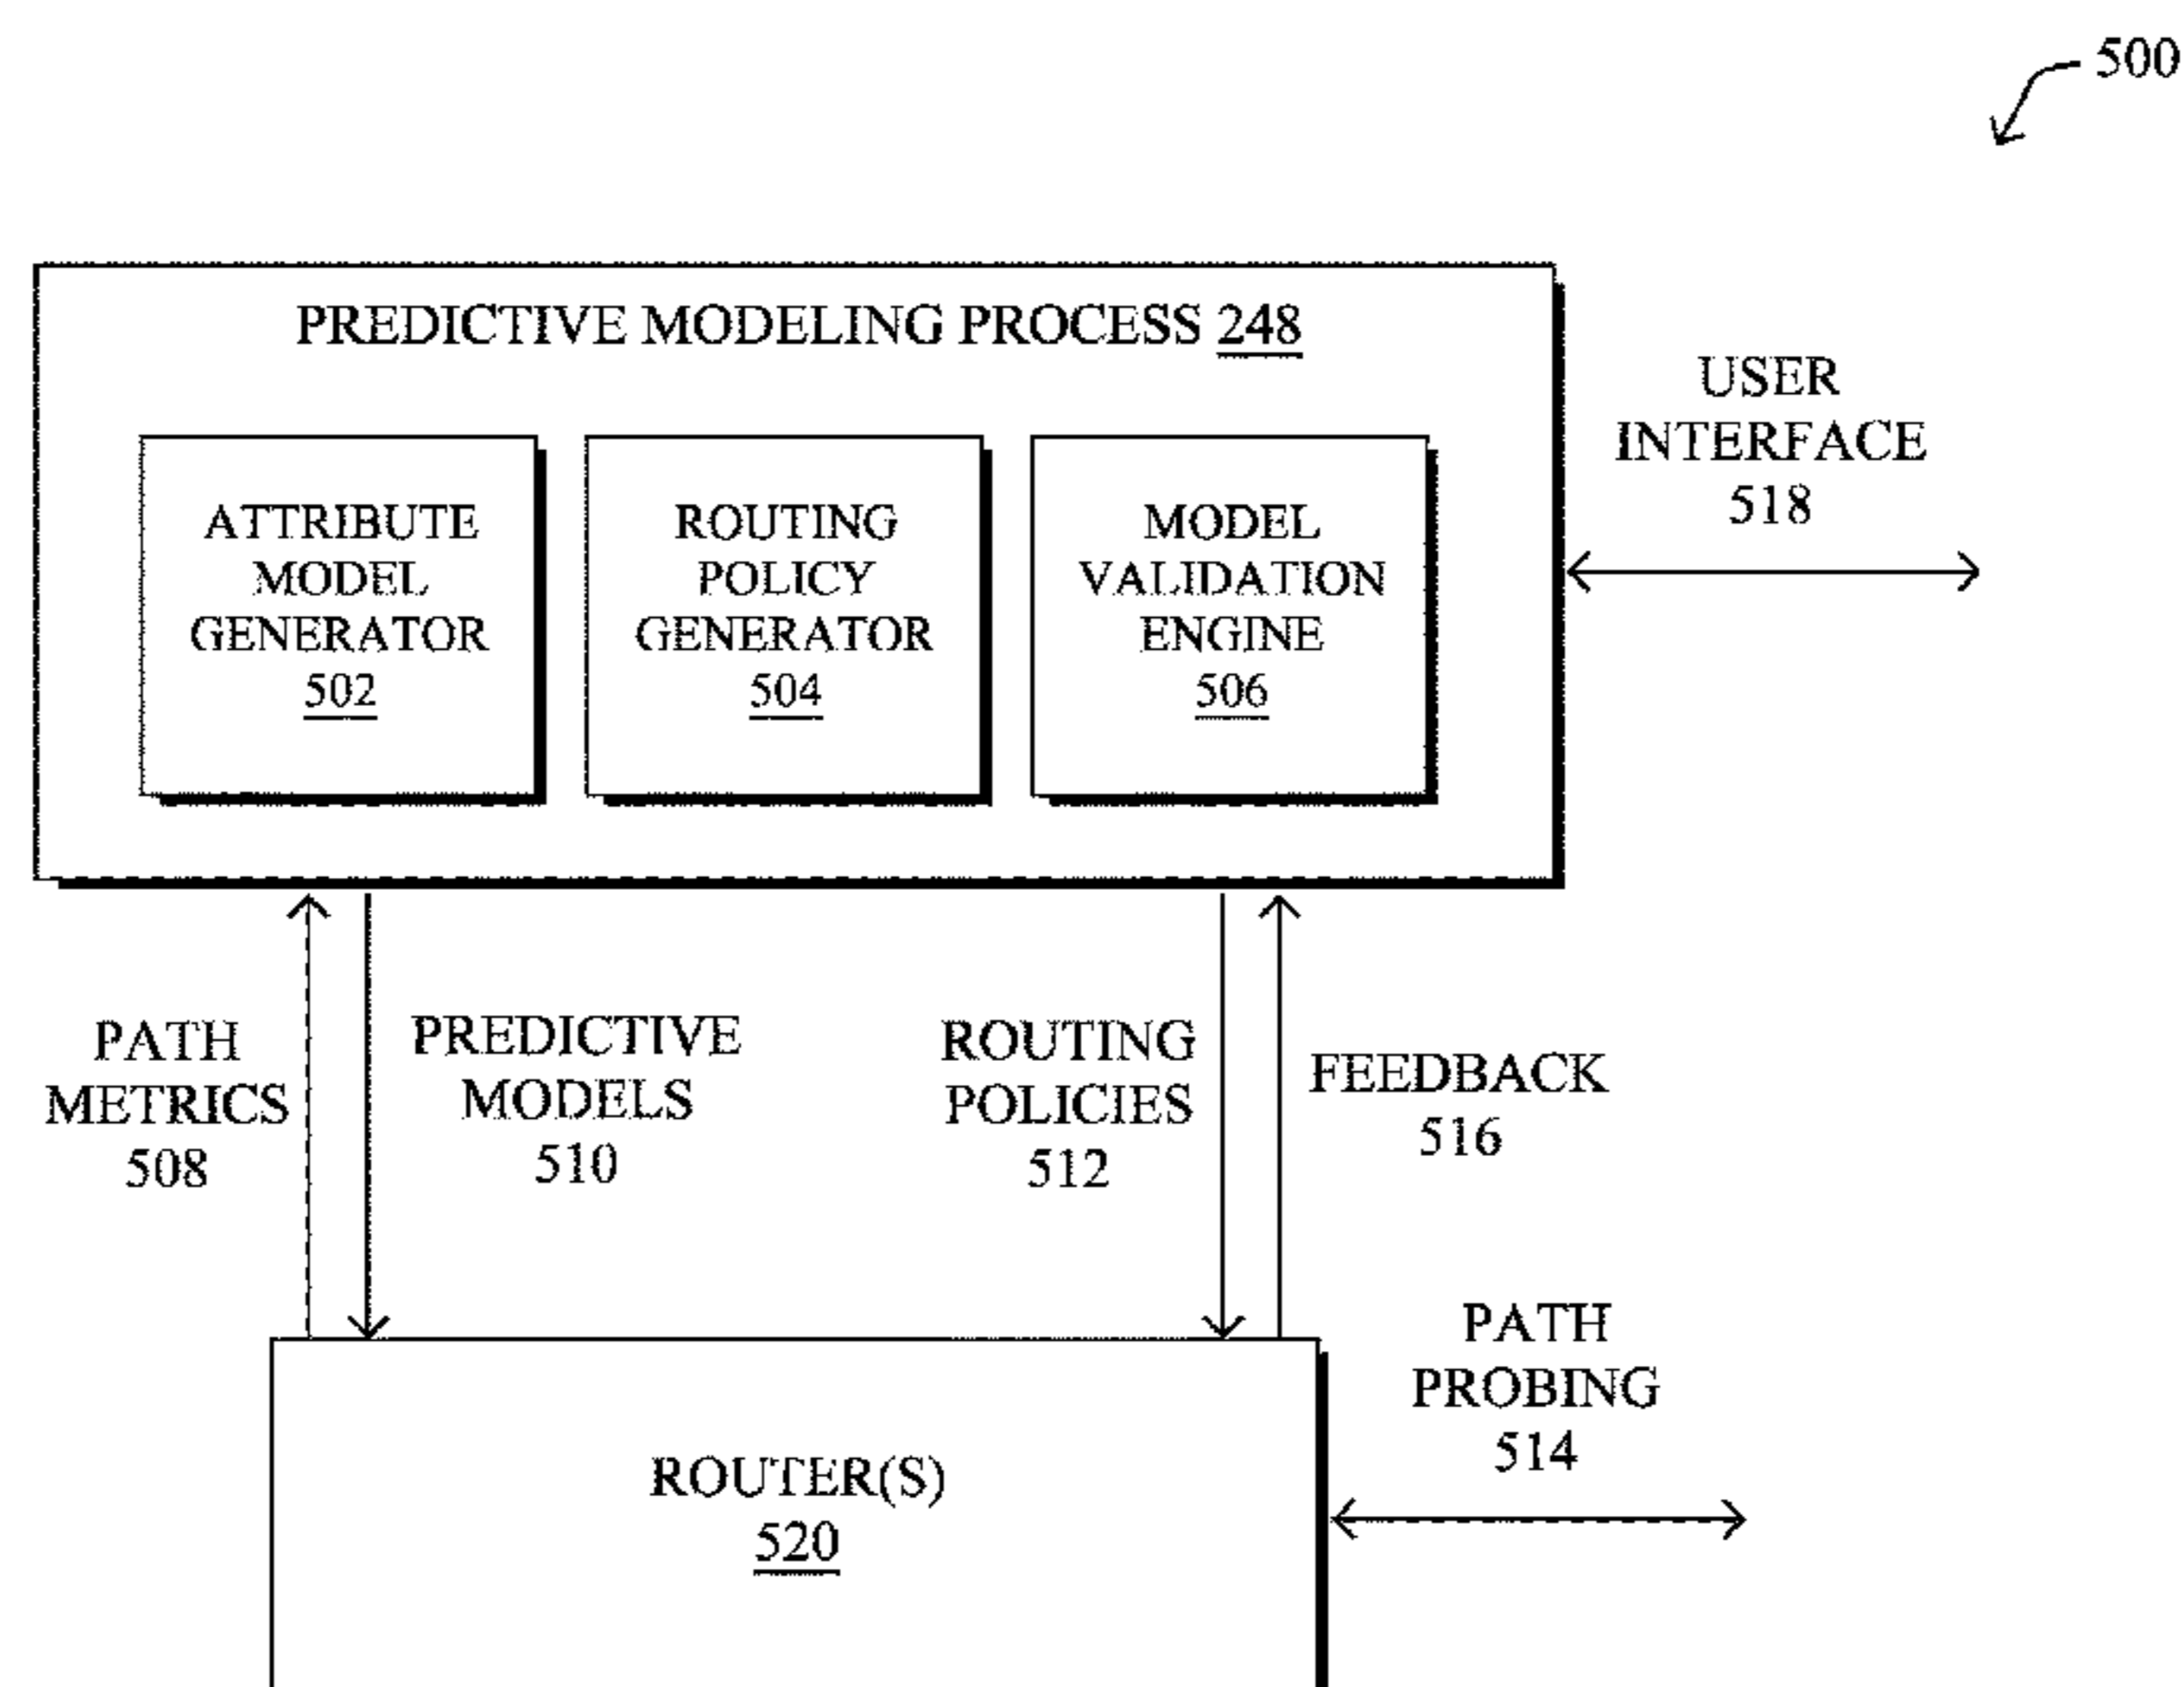 500
PREDICTIVE MODELING PROCESS 248
ATTRIBUTE
MODEL
GENERATOR
502
ROUTING
POLICY
GENERATOR
504
MODEL
VALIDATION
ENGINE
506
USER
INTERFACE
518
PATH
METRICS
508
PREDICTIVE
MODELS
510
ROUTING
POLICIES
512
FEEDBACK
516
PATH
PROBING
514
ROUTER(S)
520